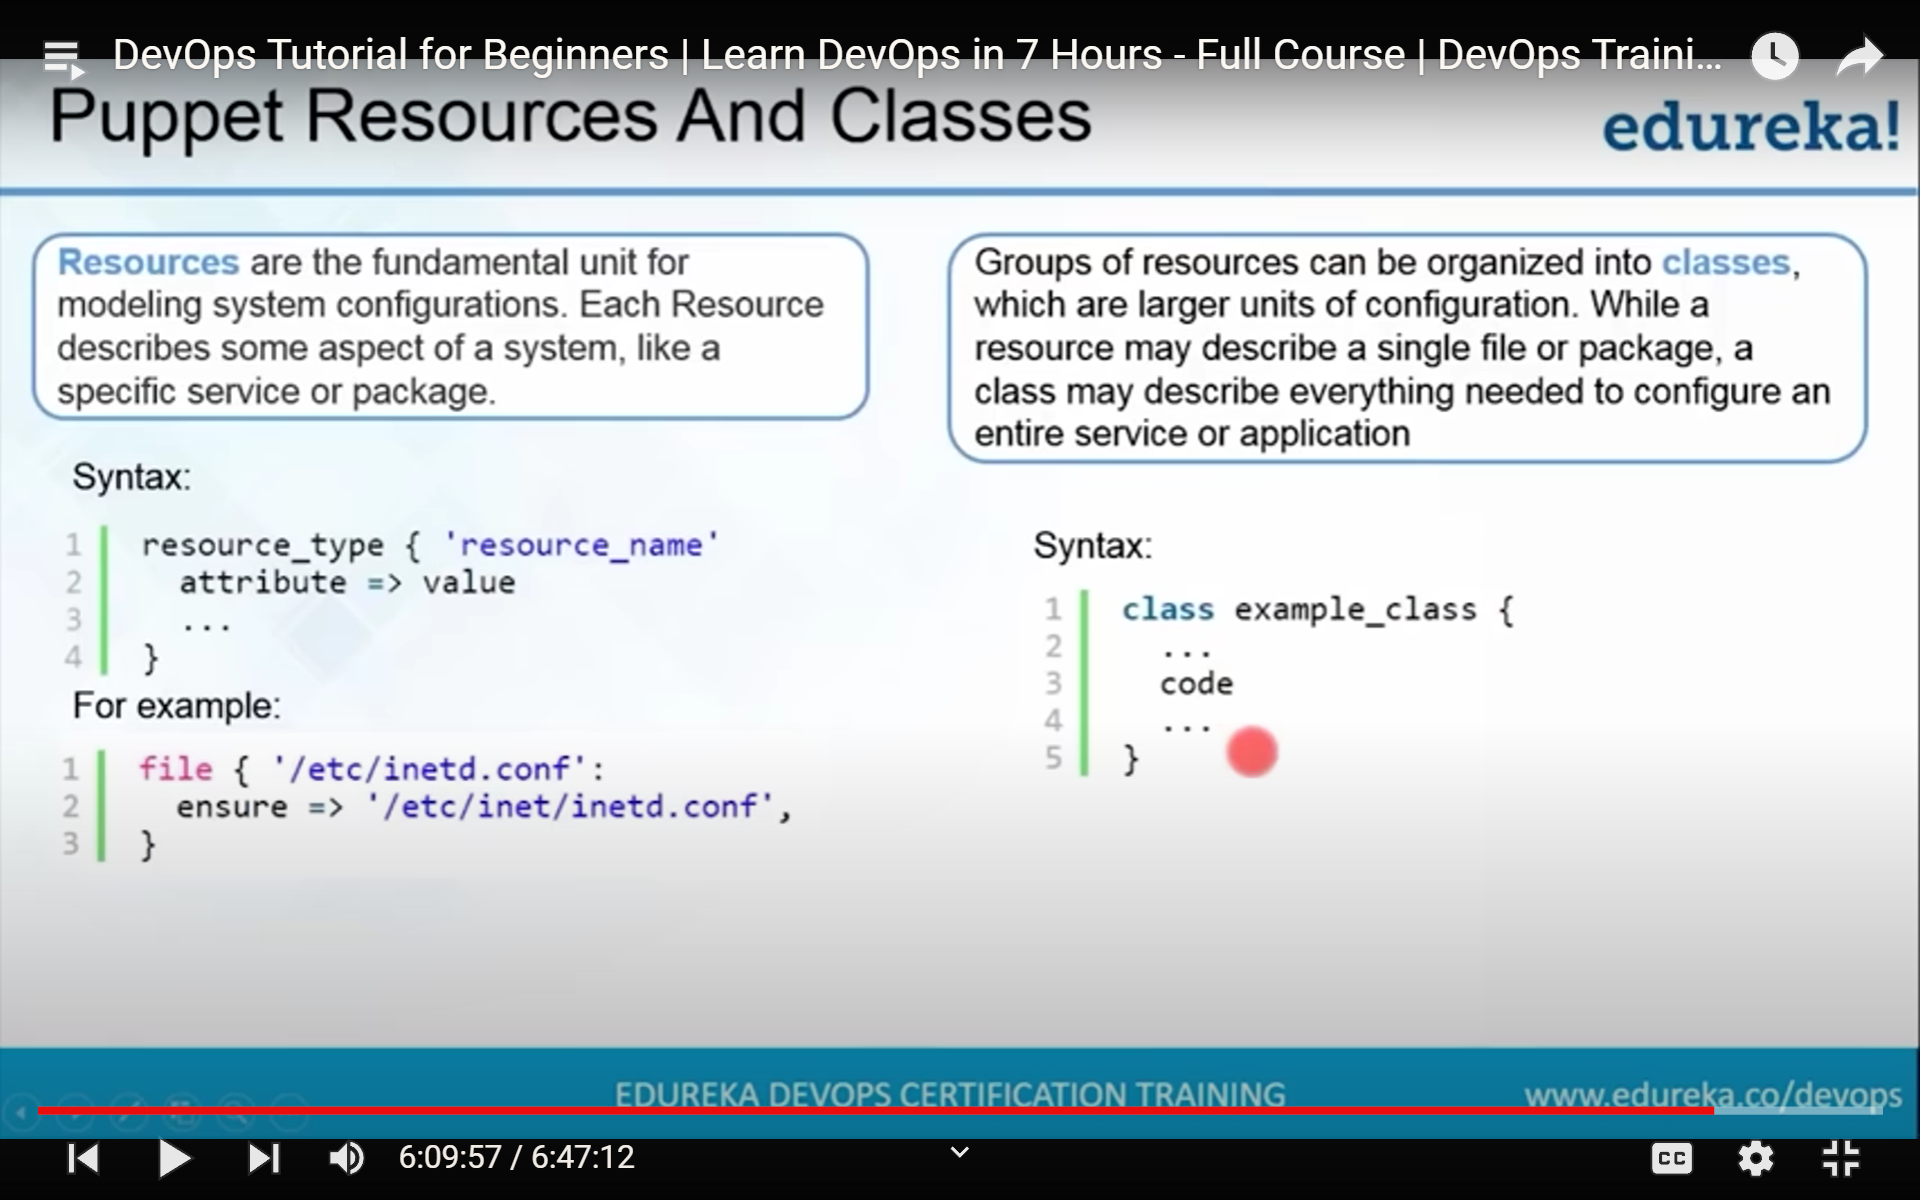 DevOps Tutorial for Beginners | Learn DevOps in 7 Hours - Full Course | DevOps Traini...
Puppet Resources And Classes
edureka!
Resources are the fundamental unit for
modeling system configurations. Each Resource
describes some aspect of a system, like a
specific service or package.
Syntax:
1 resource_type { 'resource_name'
2 attribute => value
3 ...
4 }
For example:
1 file { '/etc/inetd.conf':
2 ensure => '/etc/inet/inetd.conf',
3 }
Groups of resources can be organized into classes,
which are larger units of configuration. While a
resource may describe a single file or package, a
class may describe everything needed to configure an
entire service or application
Syntax:
1 class example_class {
2 ...
3 code
4 ...
5 }
EDUREKA DEVOPS CERTIFICATION TRAINING
www.edureka.co/devops
6:09:57 / 6:47:12
CC